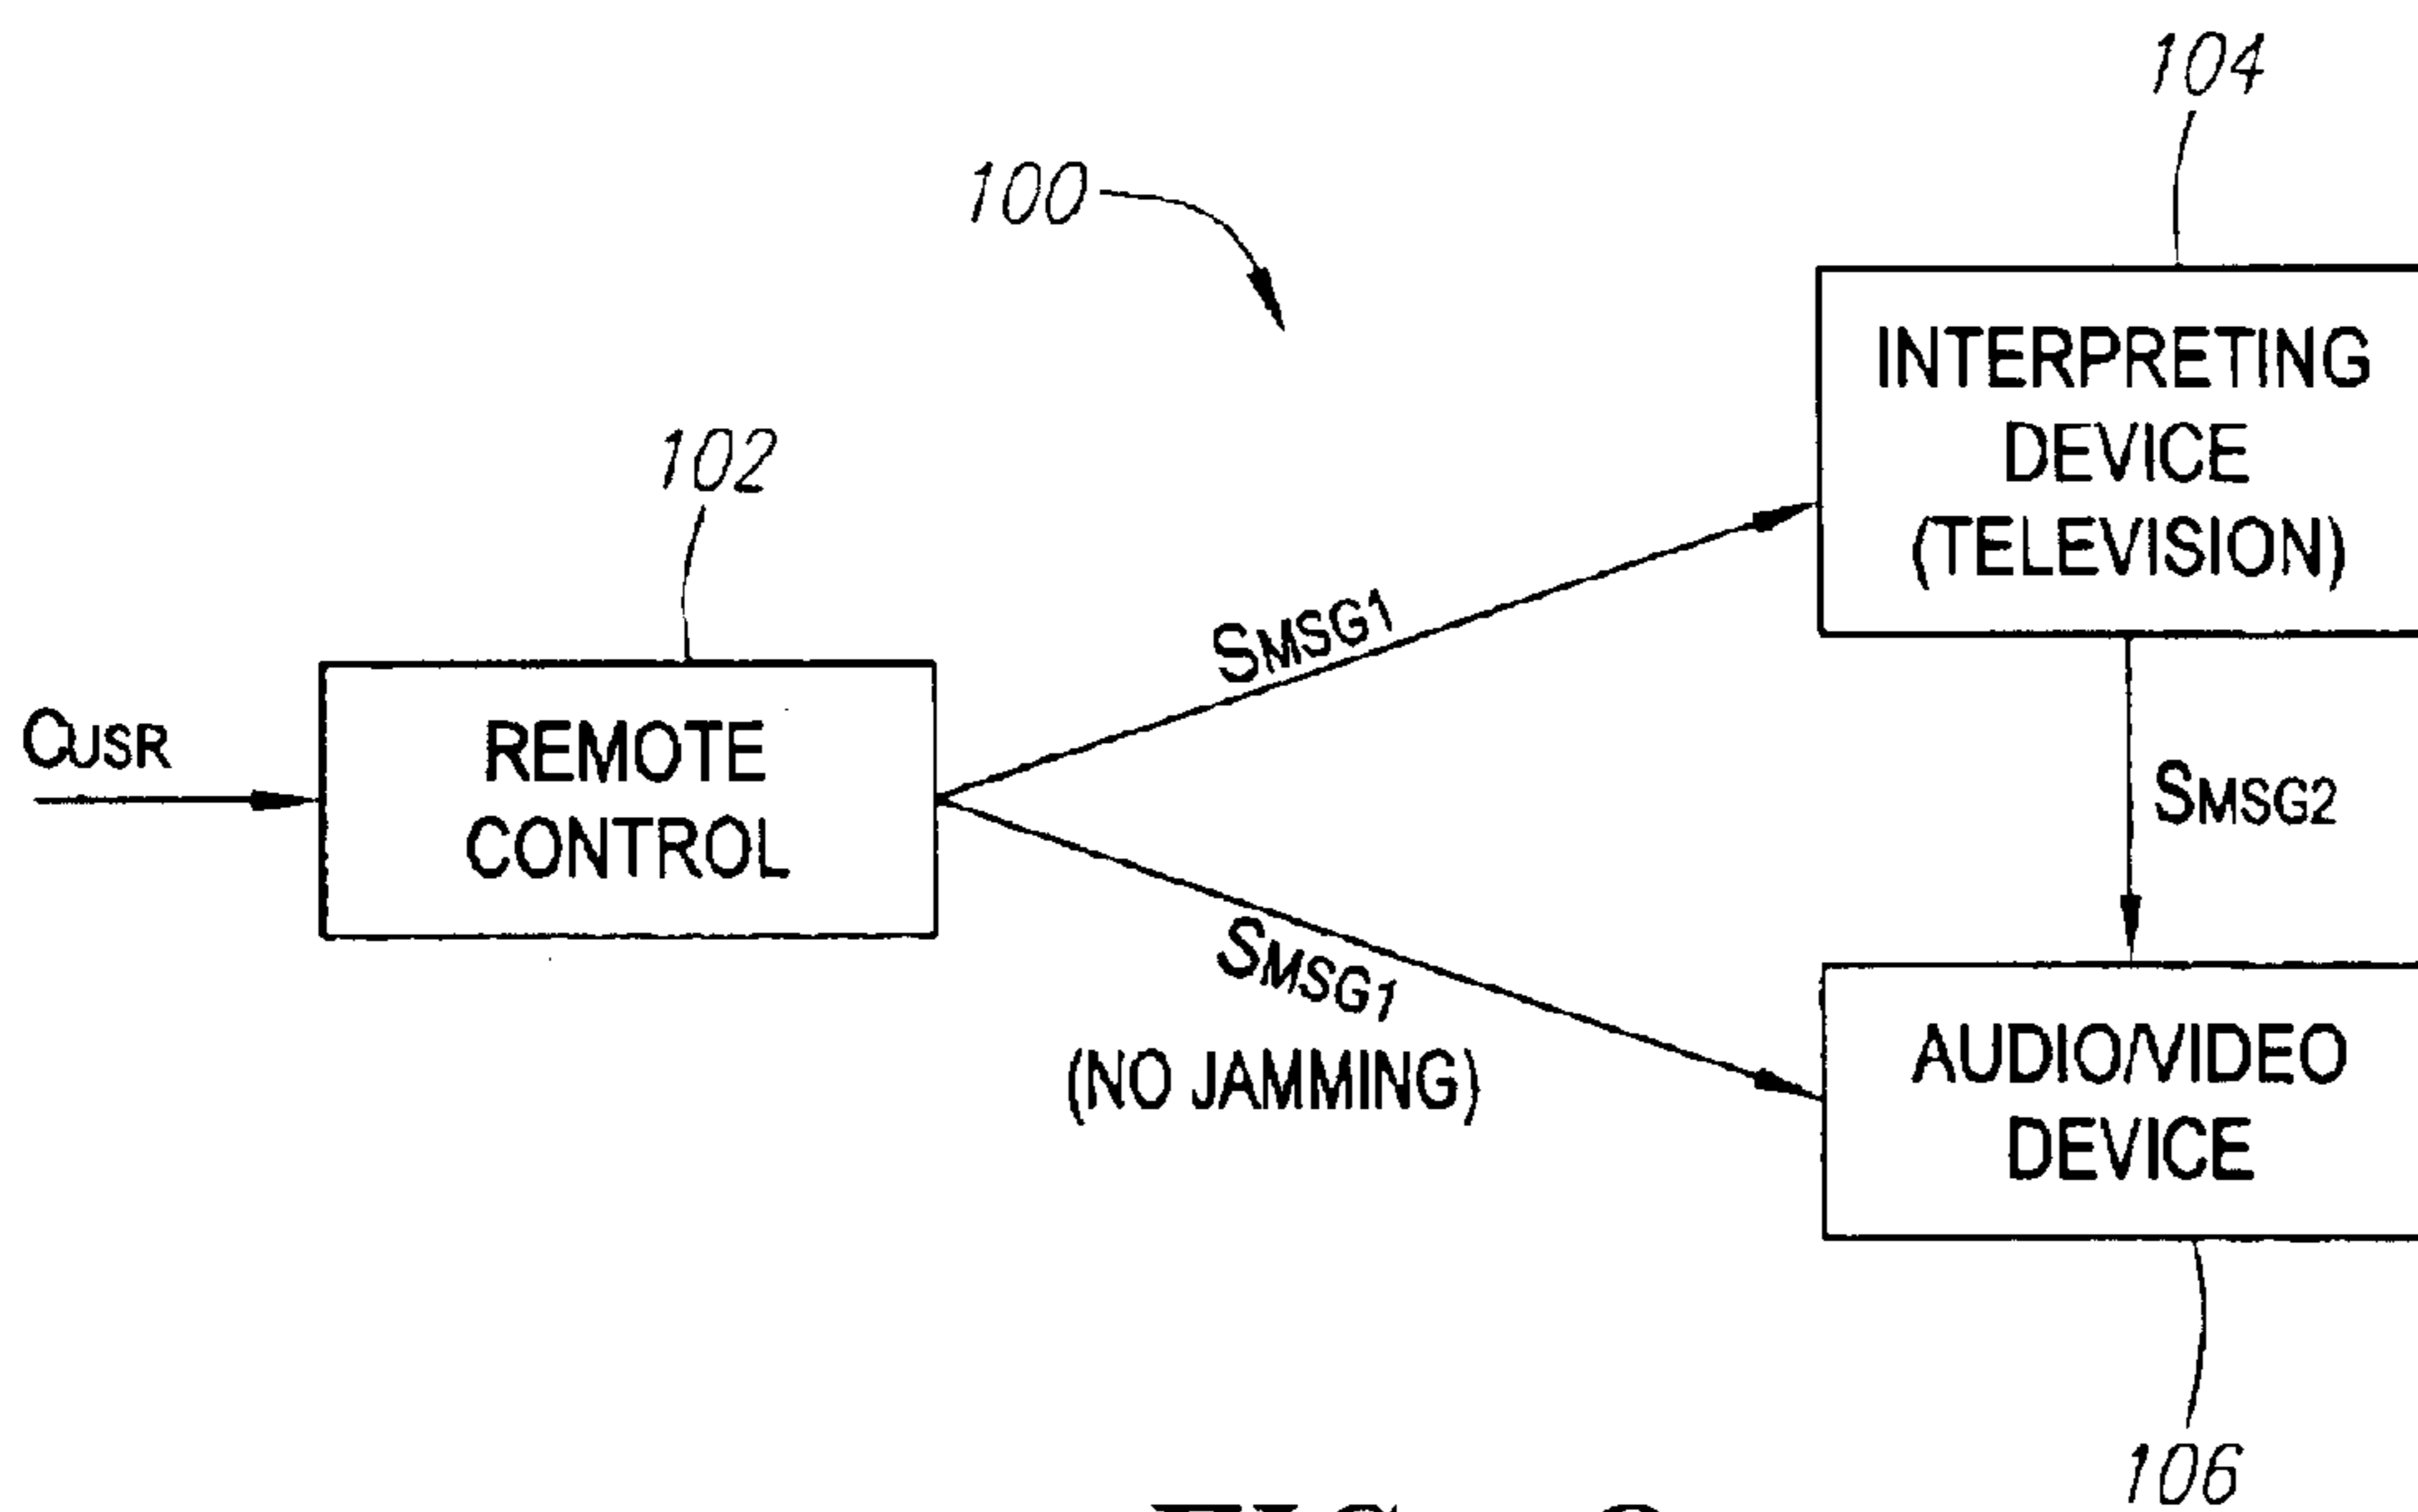 104
100
INTERPRETING
DEVICE
(TELEVISION)
102
SMSG1
CUSR
REMOTE
CONTROL
SMSG2
SMSG1
(NO JAMMING)
AUDIO/VIDEO
DEVICE
106